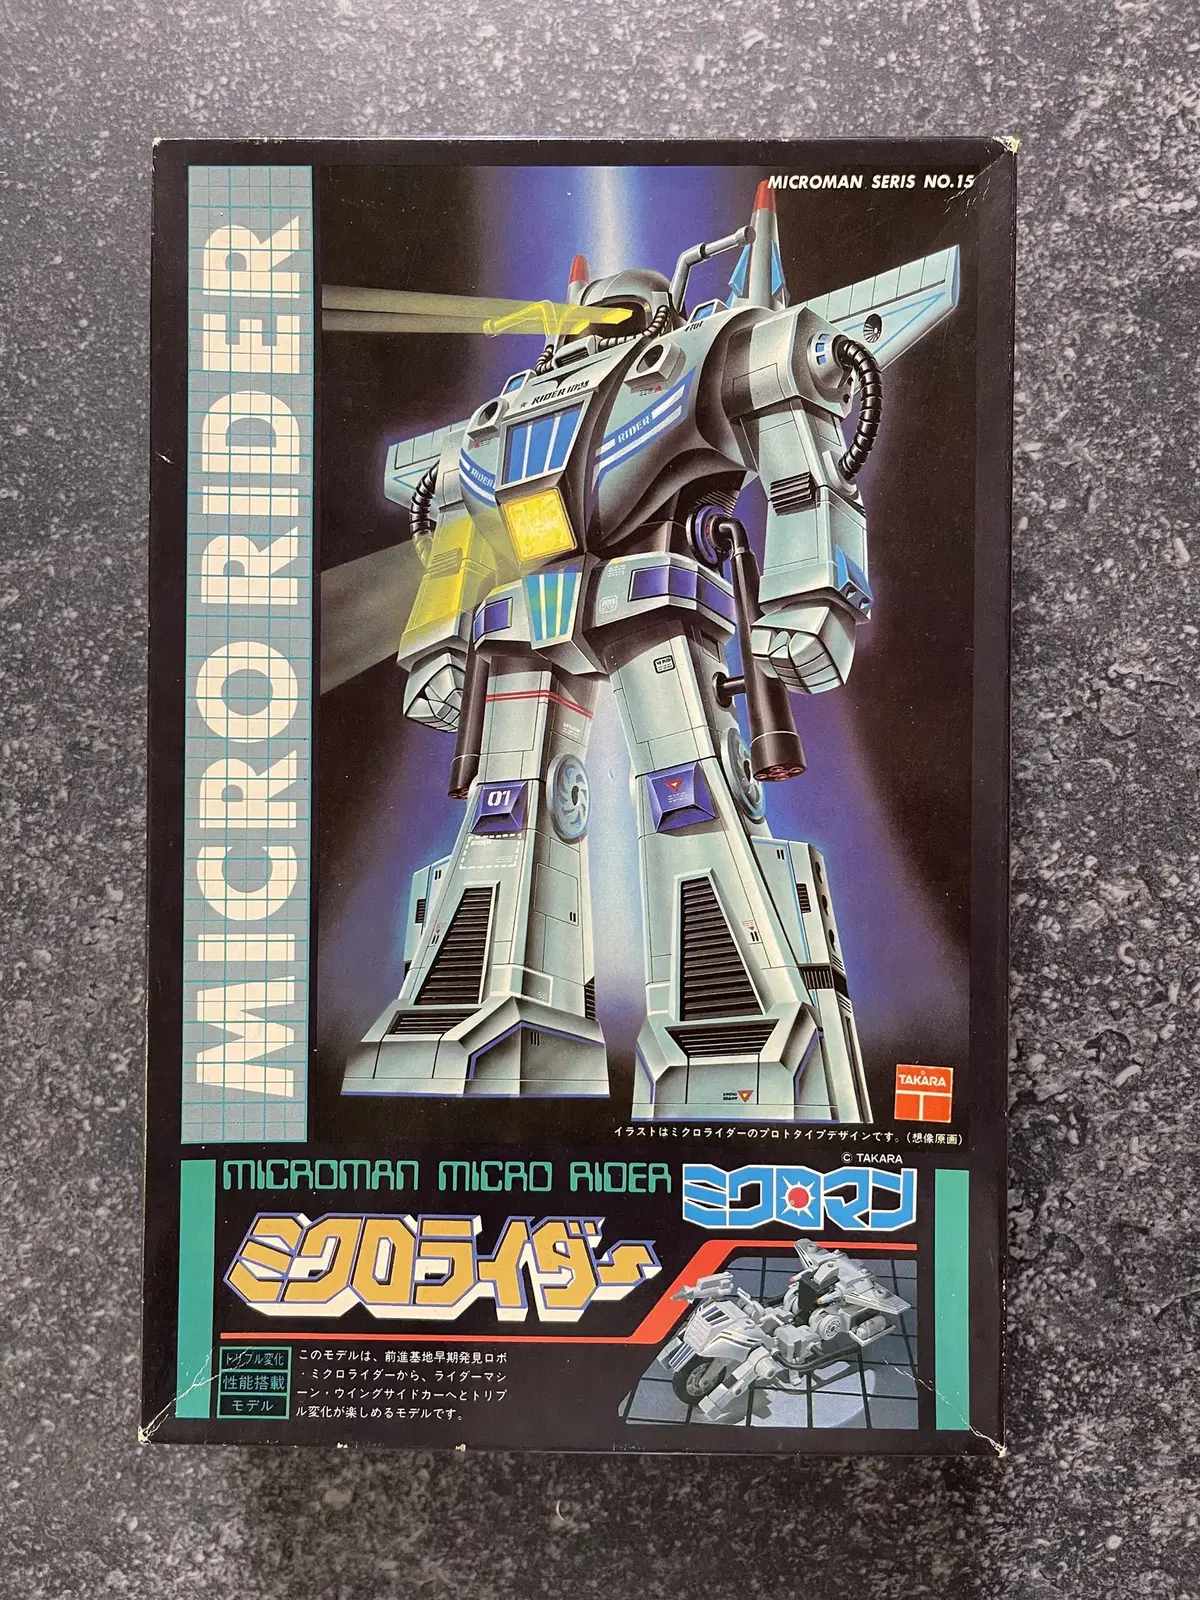 MICROMAN SERIS NO.15
MICRO RIDER
RIDER 1028
RIDER
RIDER
01
RIDER
TAKARA
イラストはミクロライダーのプロトタイプデザインです。(想像原画)
© TAKARA
MICROMAN MICRO RIDER
ミクロマン
ミクロライダー
トリプル変化
性能搭載
モデル
このモデルは、前進基地早期発見ロボ
・ミクロライダーから、ライダーマシ
ーン・ウイングサイドカーへとトリプ
ル変化が楽しめるモデルです。